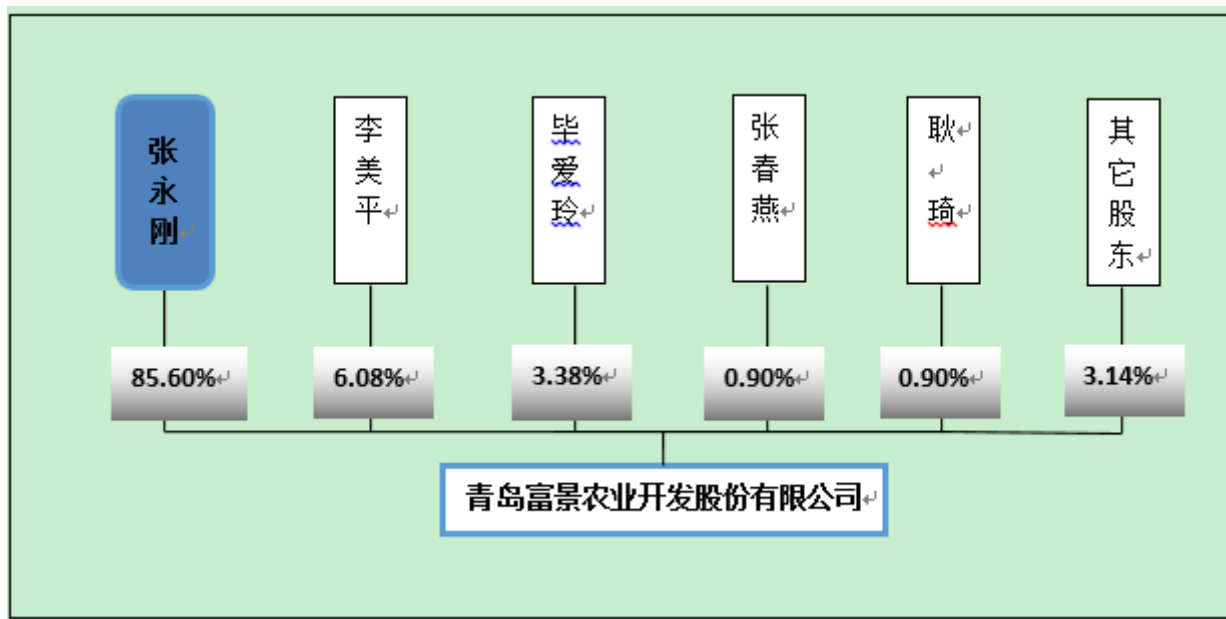 张永刚
李美平
毕爱玲
张春燕
耿琦
其它股东
85.60%
6.08%
3.38%
0.90%
0.90%
3.14%
青岛富景农业开发股份有限公司